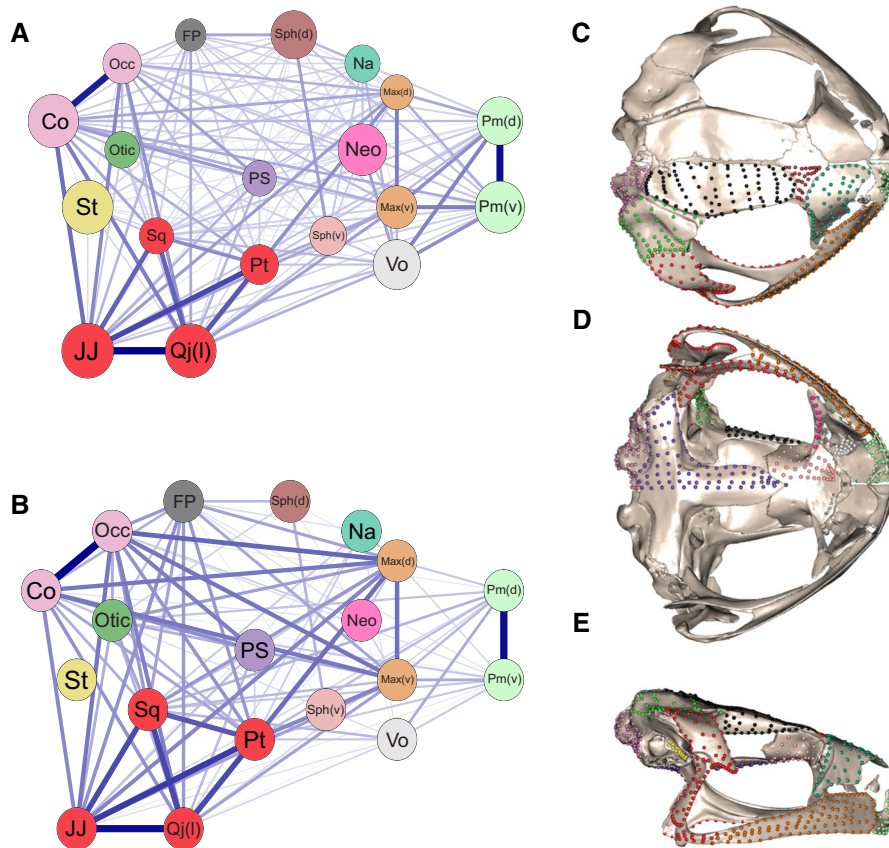 A
FP
Sph(d)
Occ
Na
Max(d)
Co
Pm(d)
Otic
Neo
PS
St
Max(v)
Pm(v)
Sq
Sph(v)
Pt
Vo
JJ
Qj(l)
B
FP
Sph(d)
Occ
Na
Max(d)
Co
Pm(d)
Otic
Neo
PS
St
Max(v)
Pm(v)
Sq
Sph(v)
Pt
Vo
JJ
Qj(l)
C
D
E